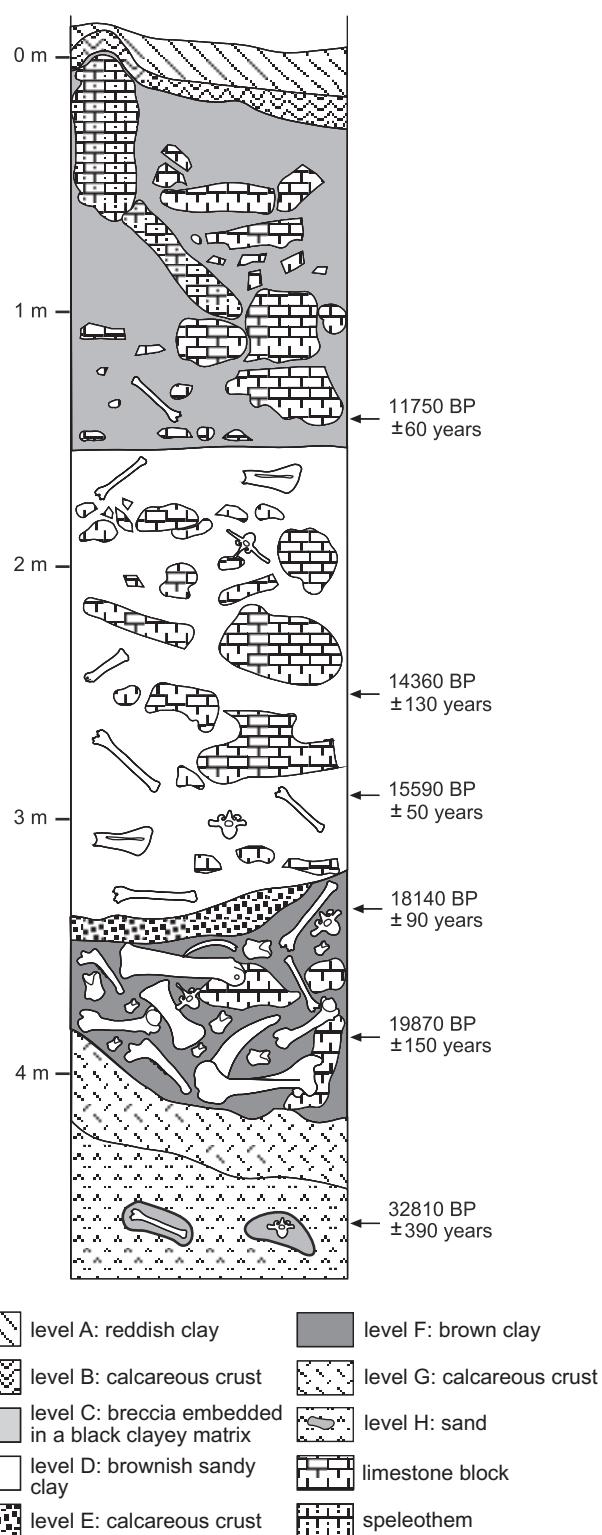 0 m
1 m
11750 BP
±60 years
2 m
14360 BP
±130 years
15590 BP
±50 years
3 m
18140 BP
±90 years
19870 BP
±150 years
4 m
32810 BP
±390 years
level A: reddish clay
level B: calcareous crust
level C: breccia embedded
in a black clayey matrix
level D: brownish sandy
clay
level E: calcareous crust
level F: brown clay
level G: calcareous crust
level H: sand
limestone block
speleothem